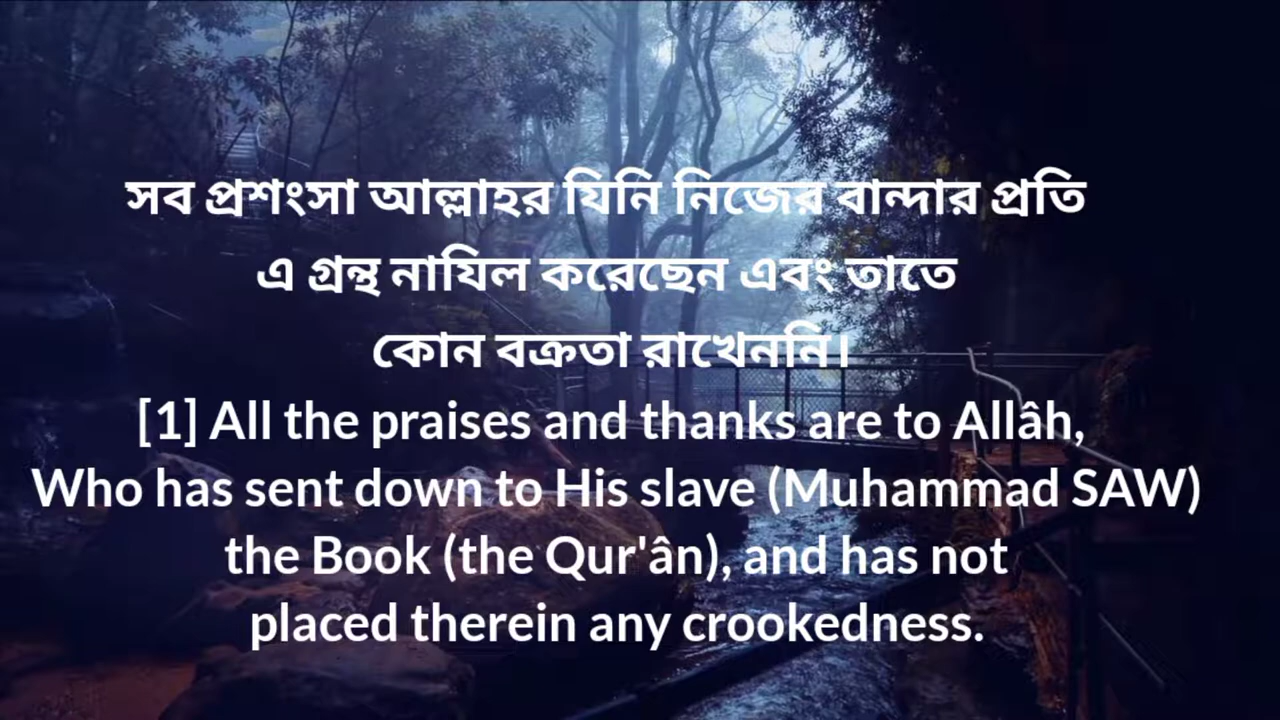 সব প্রশংসা আল্লাহর যিনি নিজের বান্দার প্রতি
এ গ্রন্থ নাযিল করেছেন এবং তাতে
কোন বক্রতা রাখেননি।
[1] All the praises and thanks are to Allâh,
Who has sent down to His slave (Muhammad SAW)
the Book (the Qur'ân), and has not
placed therein any crookedness.